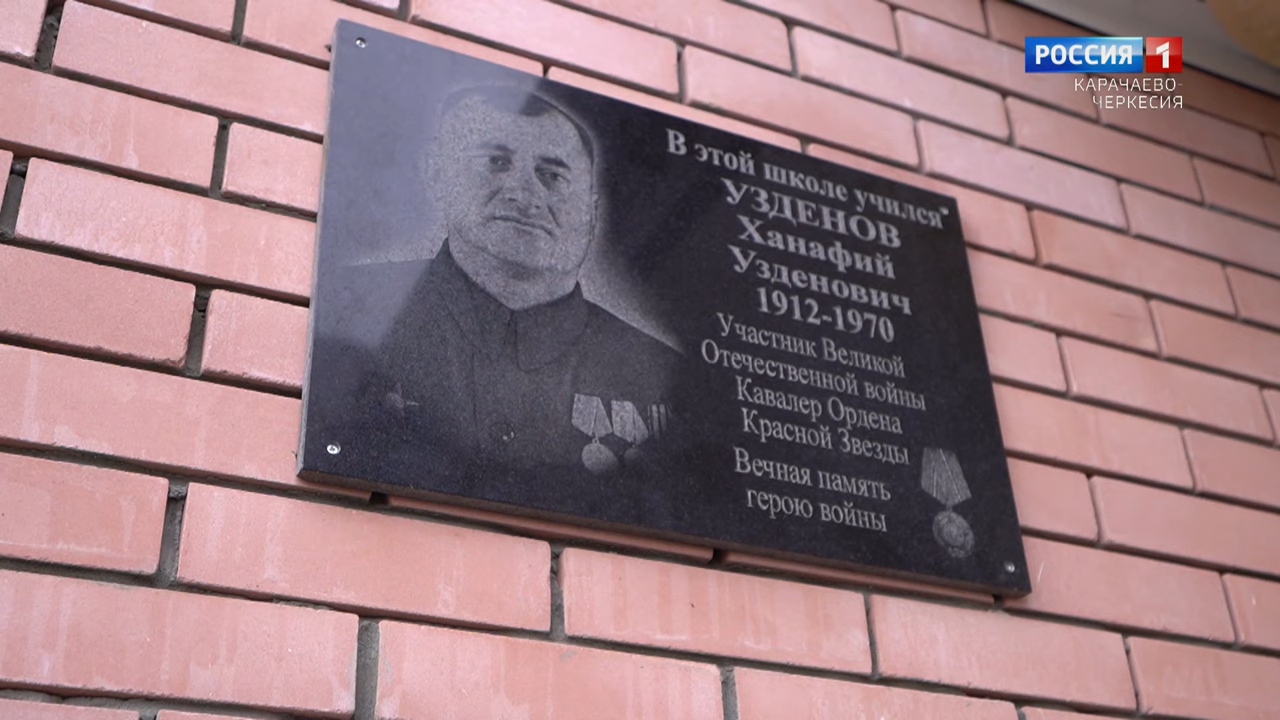 РОССИЯ 1
КАРАЧАЕВО-
ЧЕРКЕСИЯ
В этой школе учился
УЗДЕНОВ
Ханафий
Узденович
1912-1970
Участник Великой
Отечественной войны
Кавалер Ордена
Красной Звезды
Вечная память
герою войны